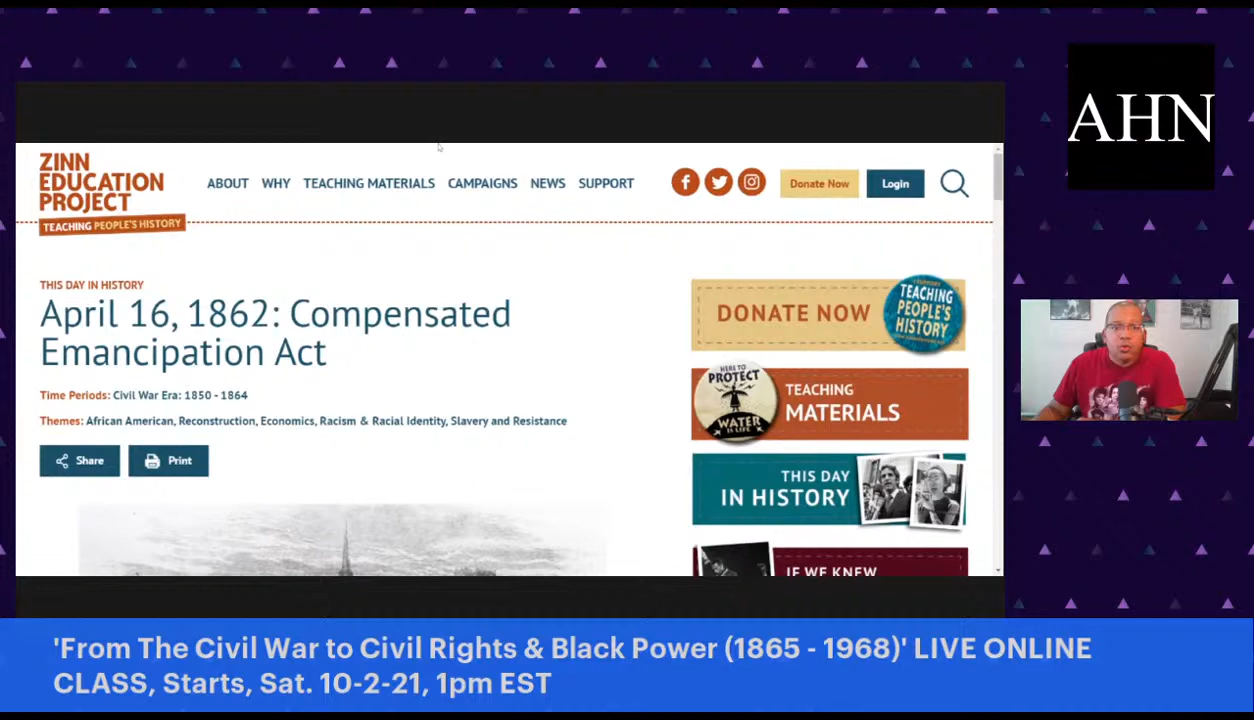 AHN
ZINN
EDUCATION
PROJECT
TEACHING PEOPLE'S HISTORY
ABOUT WHY TEACHING MATERIALS CAMPAIGNS NEWS SUPPORT
Donate Now
Login
THIS DAY IN HISTORY
April 16, 1862: Compensated
Emancipation Act
Time Periods: Civil War Era: 1850 - 1864
Themes: African American, Reconstruction, Economics, Racism & Racial Identity, Slavery and Resistance
Share
Print
DONATE NOW
I SUPPORT
TEACHING
PEOPLE'S
HISTORY
HERE TO
PROTECT
WATER
IS LIFE
TEACHING
MATERIALS
THIS DAY
IN HISTORY
IF WE KNEW
'From The Civil War to Civil Rights & Black Power (1865 - 1968)' LIVE ONLINE
CLASS, Starts, Sat. 10-2-21, 1pm EST